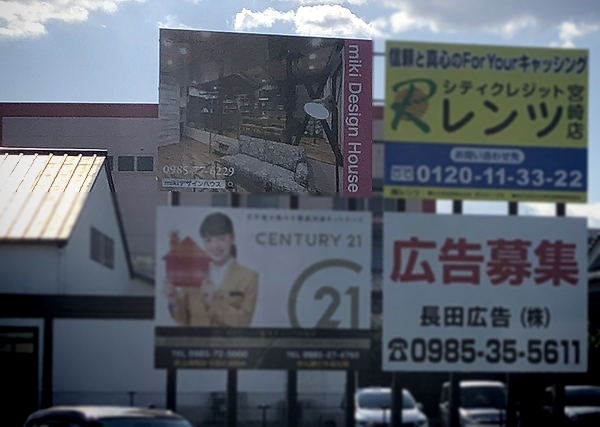 miki Design House
0985-77-6229
mikiデザインハウス
信頼と真心のForYourキャッシング
シティクレジット
レンツ
宮崎店
お問い合わせ先
0120-11-33-22
CENTURY 21
21
広告募集
長田広告(株)
☎0985-35-5611